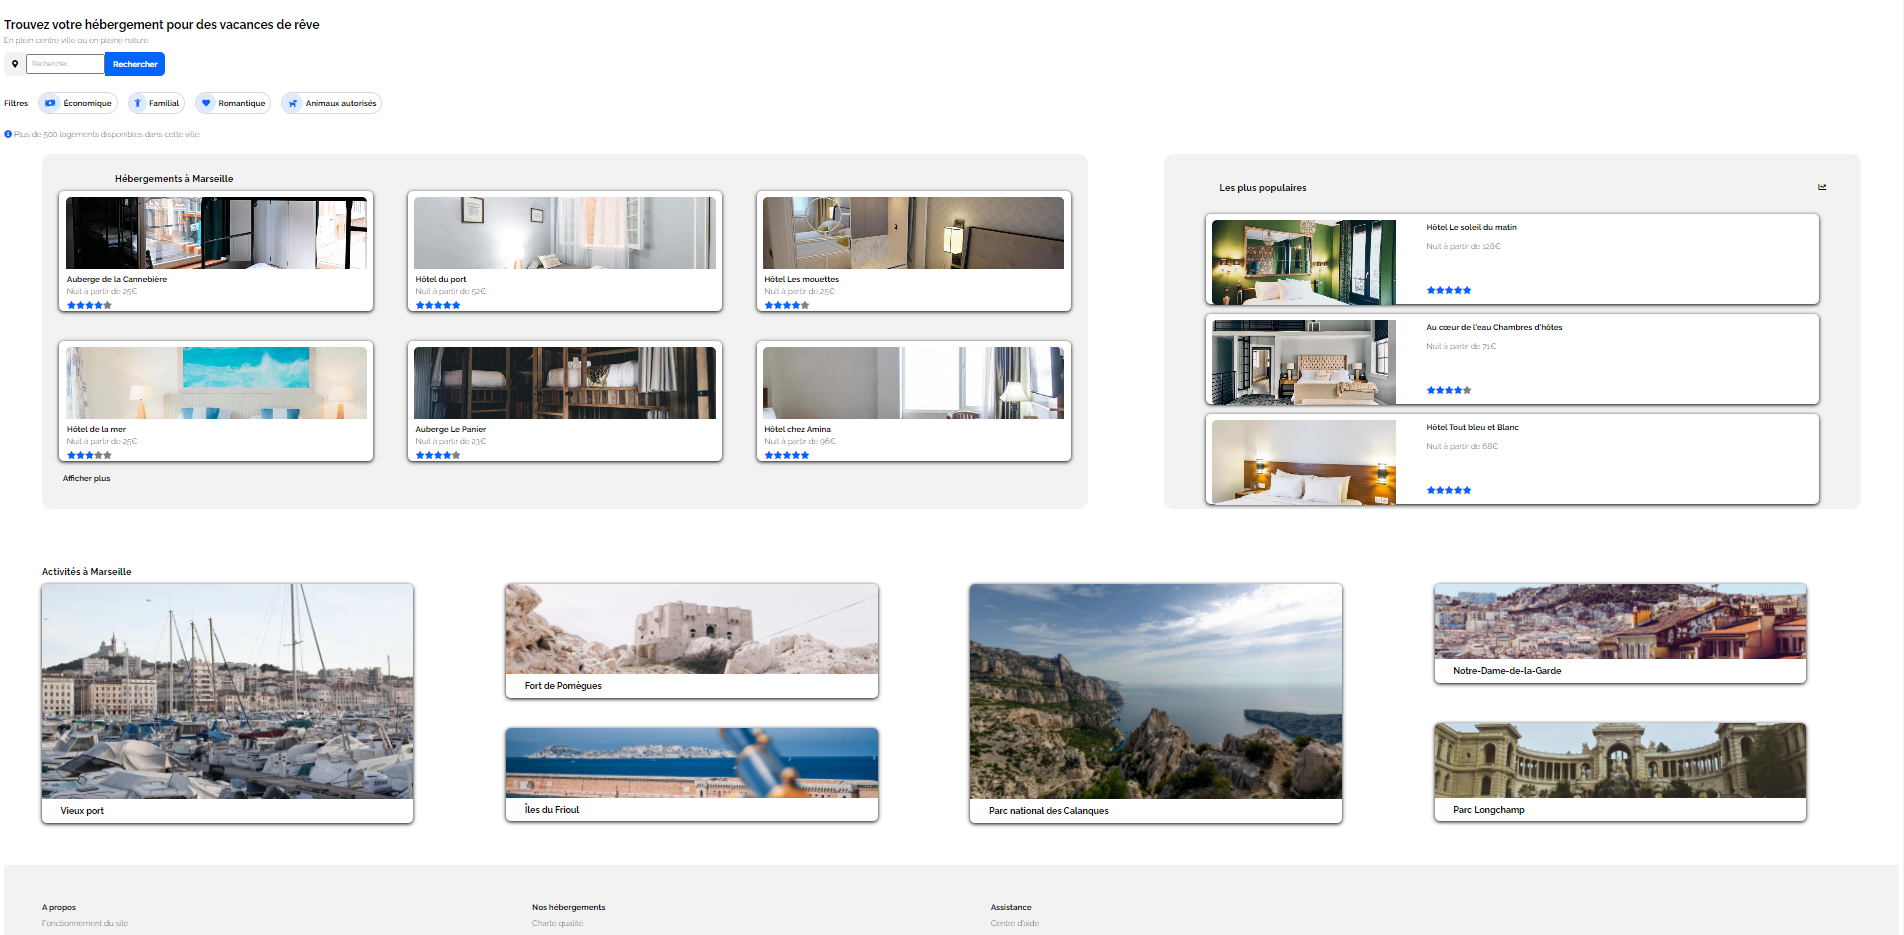 Trouvez votre hébergement pour des vacances de rêve
En plein centre ville ou en pleine nature
Rechercher...
Rechercher
Filtres
Économique
Familial
Romantique
Animaux autorisés
Plus de 500 logements disponibles dans cette ville
Hébergements à Marseille
Auberge de la Cannebière
Nuit à partir de 25€
Hôtel du port
Nuit à partir de 52€
Hôtel Les mouettes
Nuit à partir de 25€
Hôtel de la mer
Nuit à partir de 25€
Auberge Le Panier
Nuit à partir de 23€
Hôtel chez Amina
Nuit à partir de 96€
Afficher plus
Les plus populaires
Hôtel Le soleil du matin
Nuit à partir de 128€
Au cœur de l'eau Chambres d'hôtes
Nuit à partir de 71€
Hôtel Tout bleu et Blanc
Nuit à partir de 68€
Activités à Marseille
Vieux port
Fort de Pomègues
Îles du Frioul
Parc national des Calanques
Notre-Dame-de-la-Garde
Parc Longchamp
A propos
Fonctionnement du site
Nos hébergements
Charte qualité
Assistance
Centre d'aide